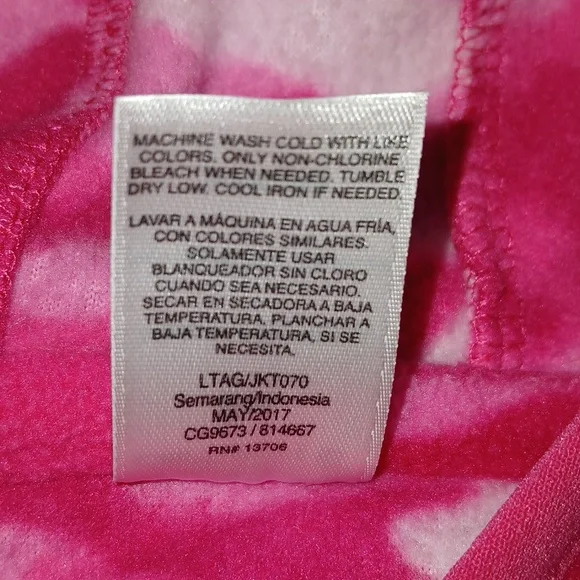 MACHINE WASH COLD WITH LIKE
COLORS. ONLY NON-CHLORINE
BLEACH WHEN NEEDED. TUMBLE
DRY LOW. COOL IRON IF NEEDED
LAVAR A MÁQUINA EN AGUA FRÍA,
CON COLORES SIMILARES.
SOLAMENTE USAR
BLANQUEADOR SIN CLORO
CUANDO SEA NECESARIO.
SECAR EN SECADORA A BAJA
TEMPERATURA. PLANCHAR A
BAJA TEMPERATURA, SI SE
NECESITA.
LTAG/JKT070
Semarang/Indonesia
MAY/2017
CG9673 / 814667
RN# 13706